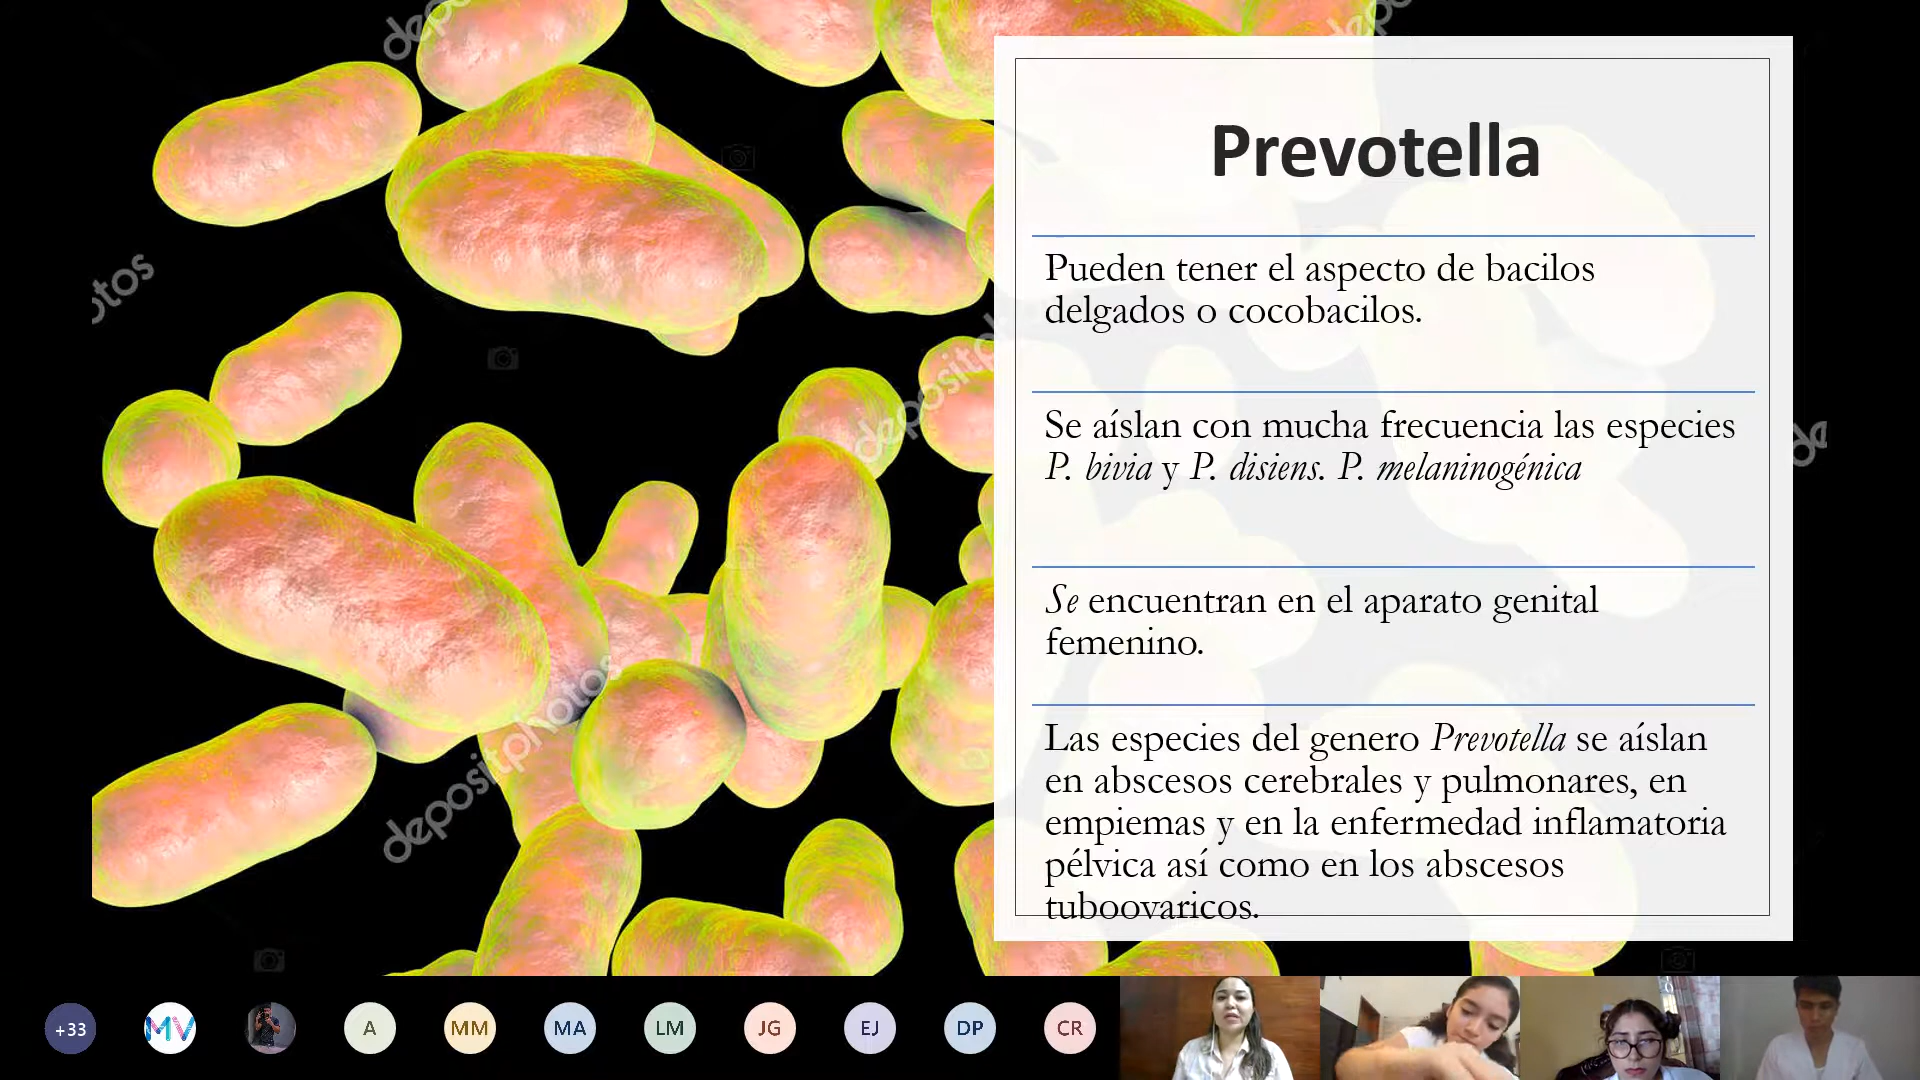 depositphotos
Prevotella
Pueden tener el aspecto de bacilos
delgados o cocobacilos.
Se aíslan con mucha frecuencia las especies
P. bivia y P. disiens. P. melaninogénica
Se encuentran en el aparato genital
femenino.
Las especies del genero Prevotella se aíslan
en abscesos cerebrales y pulmonares, en
empiemas y en la enfermedad inflamatoria
pélvica así como en los abscesos
tuboovaricos.
+33
MV
A
MM
MA
LM
JG
EJ
DP
CR